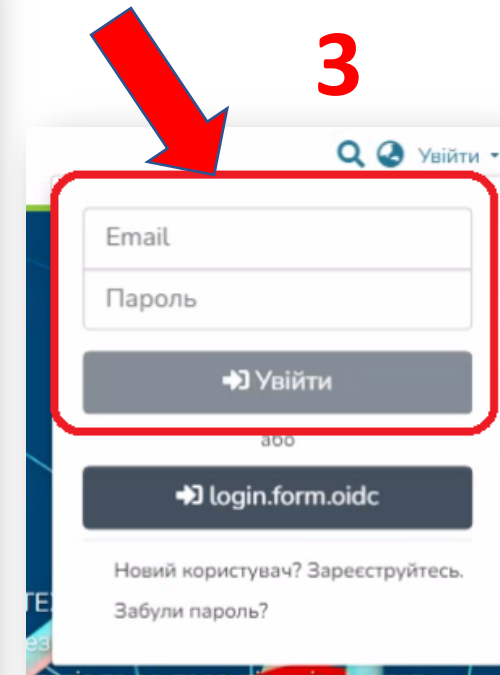 3
Увійти
Email
Пароль
Увійти
або
login.form.oidc
Новий користувач? Зареєструйтесь.
Забули пароль?